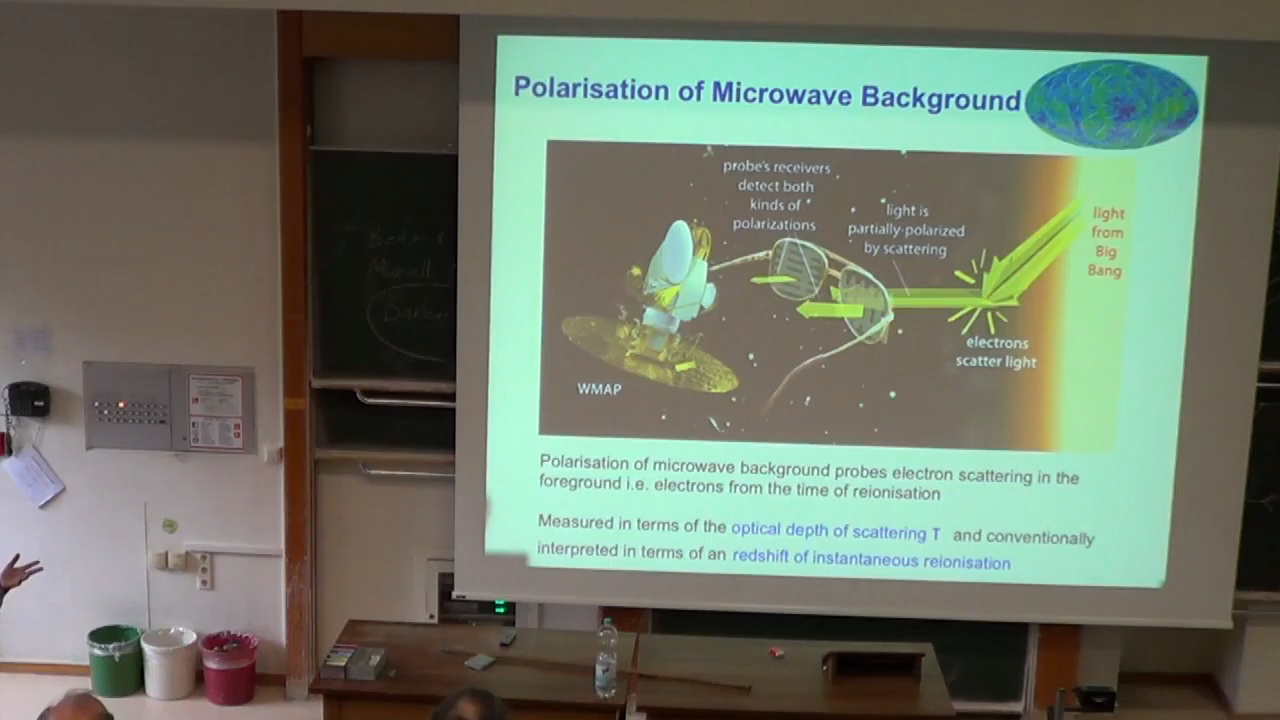 Polarisation of Microwave Background
probe's receivers
detect both
kinds of
polarizations
light is
partially-polarized
by scattering
light
from
Big
Bang
electrons
scatter light
WMAP
Polarisation of microwave background probes electron scattering in the
foreground i.e. electrons from the time of reionisation
Measured in terms of the optical depth of scattering T and conventionally
interpreted in terms of an redshift of instantaneous reionisation